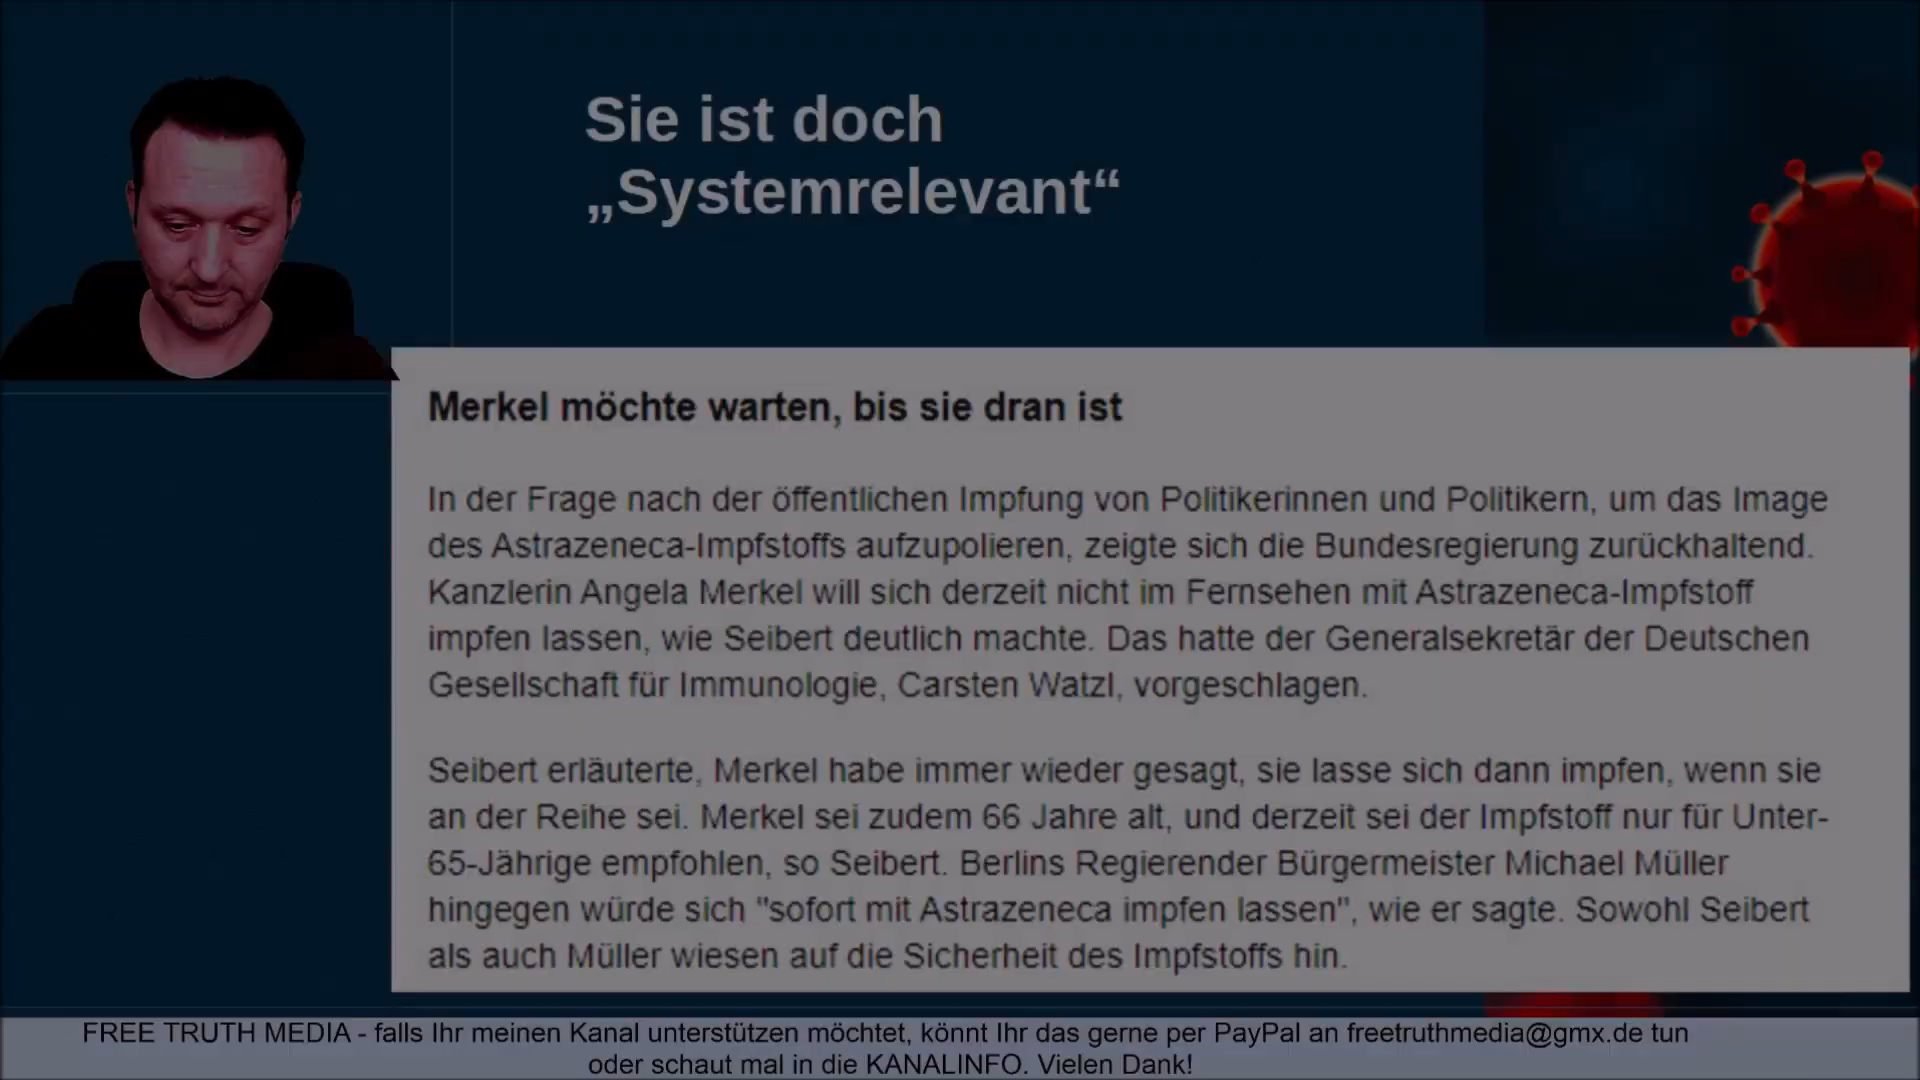 Sie ist doch
„Systemrelevant“
Merkel möchte warten, bis sie dran ist
In der Frage nach der öffentlichen Impfung von Politikerinnen und Politikern, um das Image
des Astrazeneca-Impfstoffs aufzupolieren, zeigte sich die Bundesregierung zurückhaltend.
Kanzlerin Angela Merkel will sich derzeit nicht im Fernsehen mit Astrazeneca-Impfstoff
impfen lassen, wie Seibert deutlich machte. Das hatte der Generalsekretär der Deutschen
Gesellschaft für Immunologie, Carsten Watzl, vorgeschlagen.
Seibert erläuterte, Merkel habe immer wieder gesagt, sie lasse sich dann impfen, wenn sie
an der Reihe sei. Merkel sei zudem 66 Jahre alt, und derzeit sei der Impfstoff nur für Unter-
65-Jährige empfohlen, so Seibert. Berlins Regierender Bürgermeister Michael Müller
hingegen würde sich "sofort mit Astrazeneca impfen lassen", wie er sagte. Sowohl Seibert
als auch Müller wiesen auf die Sicherheit des Impfstoffs hin.
FREE TRUTH MEDIA - falls Ihr meinen Kanal unterstützen möchtet, könnt Ihr das gerne per PayPal an freetruthmedia@gmx.de tun
oder schaut mal in die KANALINFO. Vielen Dank!